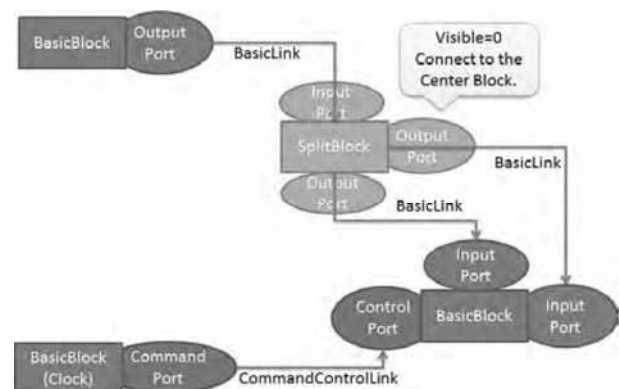 BasicBlock
Output
Port
BasicLink
Visible=0
Connect to the
Center Block.
Input
Port
SplitBlock
Output
Port
BasicLink
Output
Port
BasicLink
Input
Port
Control
Port
BasicBlock
Input
Port
BasicBlock
(Clock)
Command
Port
CommandControlLink